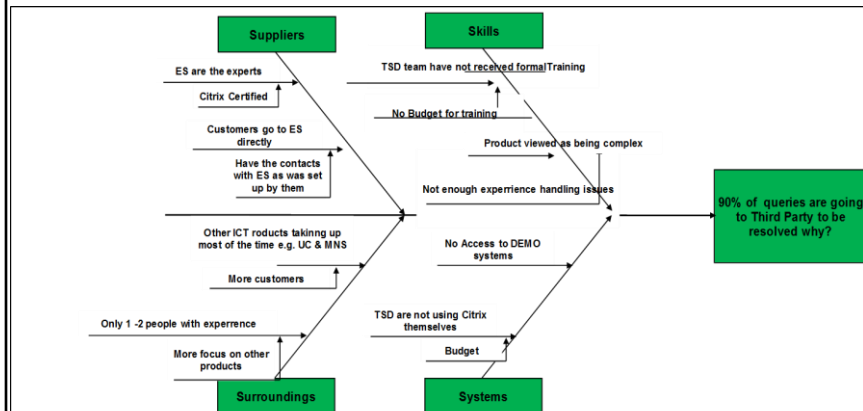 Suppliers
Skills
ES are the experts
Citrix Certified
Customers go to ES
directly
Have the contacts
with ES as was set
up by them
TSD team have not received formal Training
No Budget for training
Product viewed as being complex
Not enough experrience handling issues
90% of queries are going
to Third Party to be
resolved why?
Other ICT roducts takinng up
most of the time e.g. UC & MNS
More customers
Only 1 -2 people with experrence
More focus on other
products
No Access to DEMO
systems
TSD are not using Citrix
themselves
Budget
Surroundings
Systems